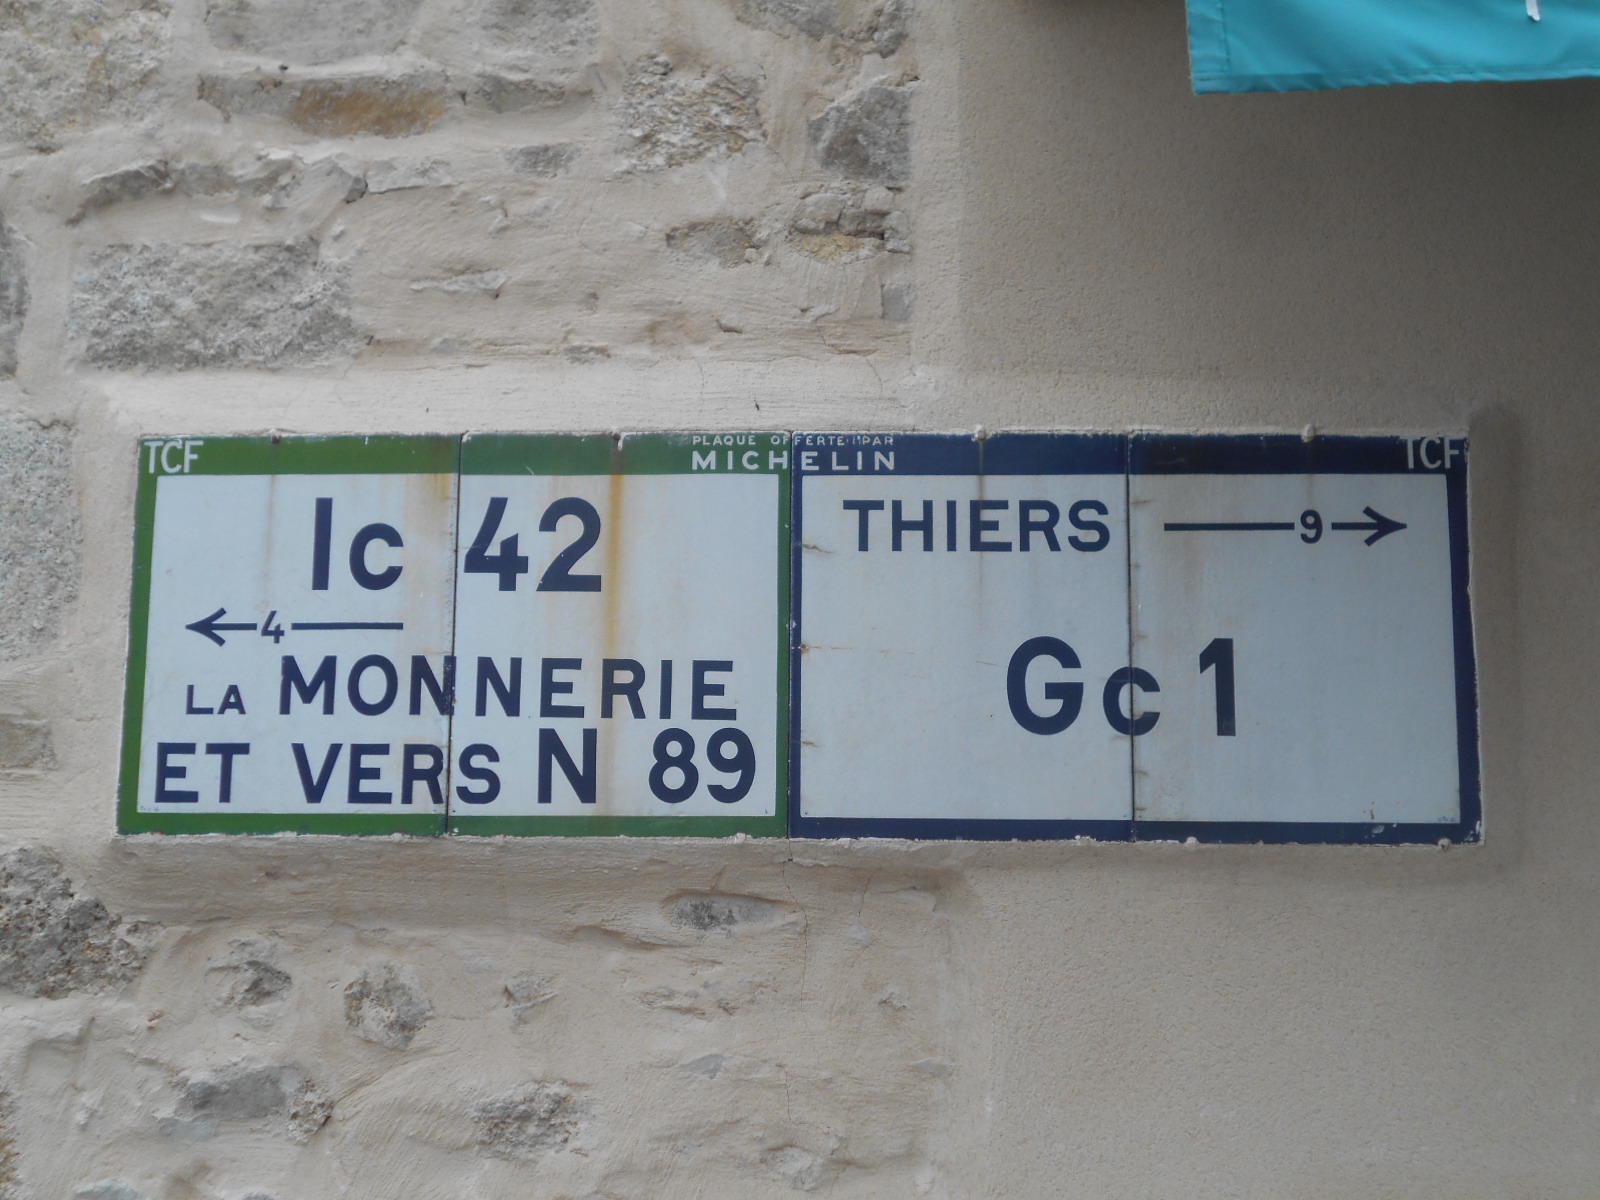 TCF
PLAQUE OFFERTE PAR
MICHELIN
TCF
Ic 42
4
LA MONNERIE
ET VERS N 89
THIERS 9
Gc 1